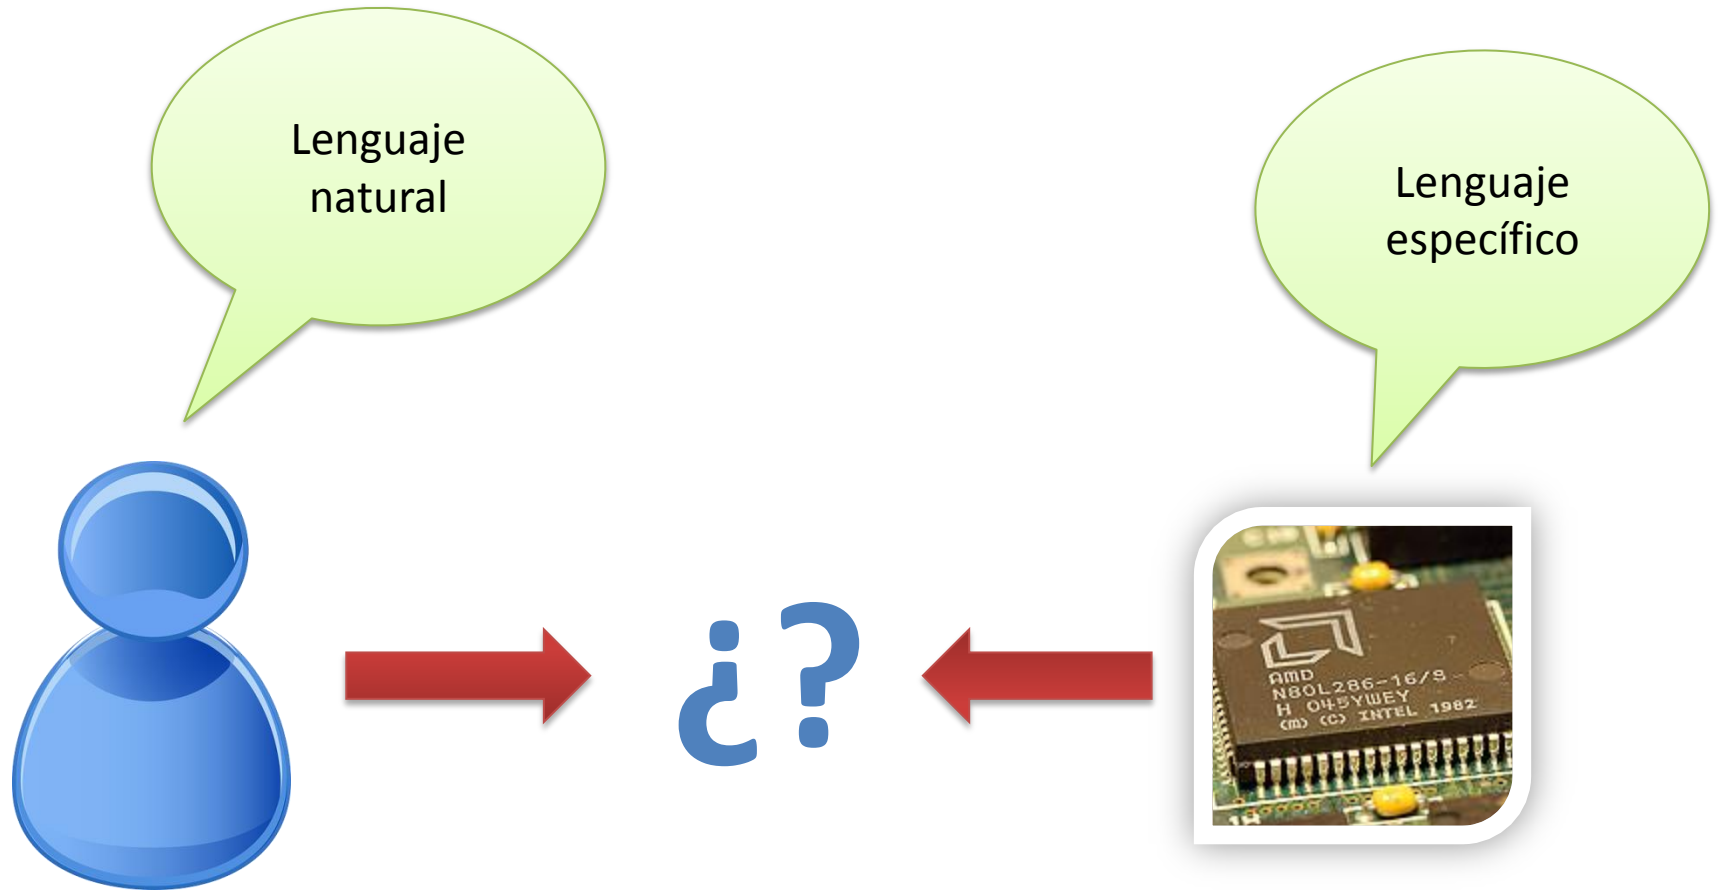 Lenguaje
natural
Lenguaje
específico
¿?
AMD
N80L286-16/S
H 045YWEY
(M) (C) INTEL 1982